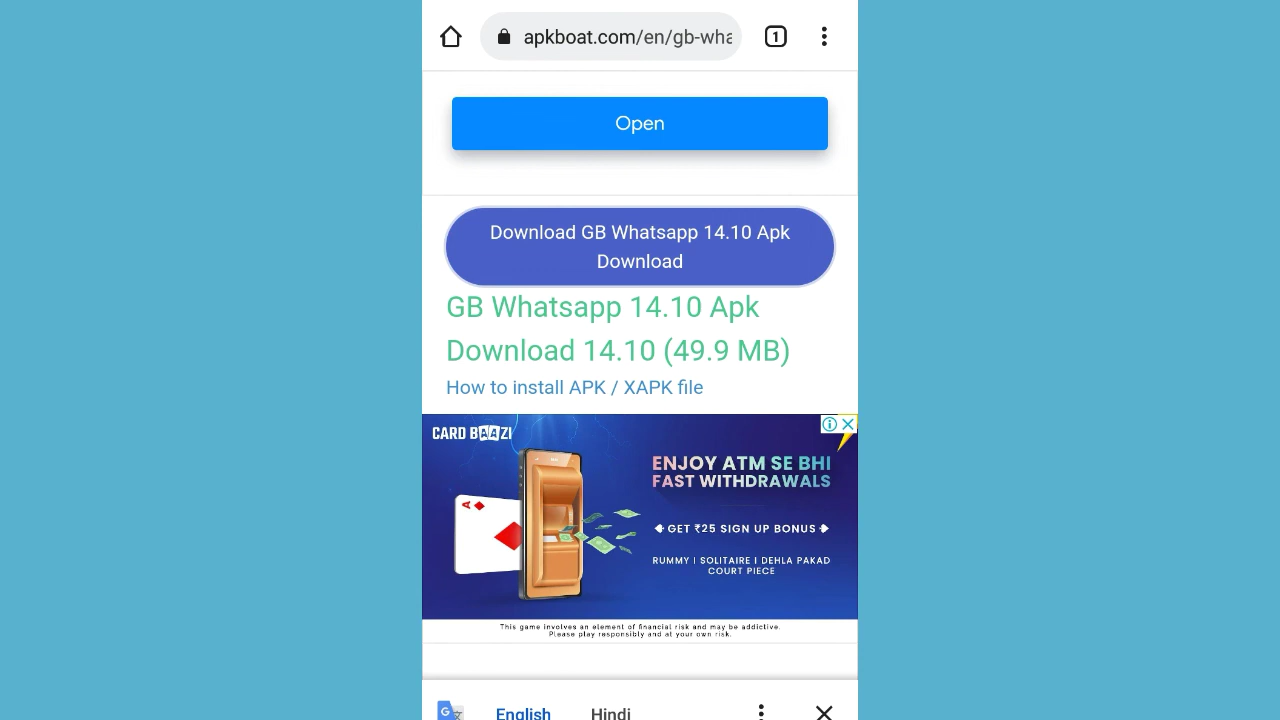 apkboat.com/en/gb-wha
1
Open
Download GB Whatsapp 14.10 Apk
Download
GB Whatsapp 14.10 Apk
Download 14.10 (49.9 MB)
How to install APK / XAPK file
CARD BAAZI
A
ENJOY ATM SE BHI
FAST WITHDRAWALS
GET ₹25 SIGN UP BONUS
RUMMY | SOLITAIRE | DEHLA PAKAD
COURT PIECE
This game involves an element of financial risk and may be addictive.
Please play responsibly and at your own risk.
G English Hindi